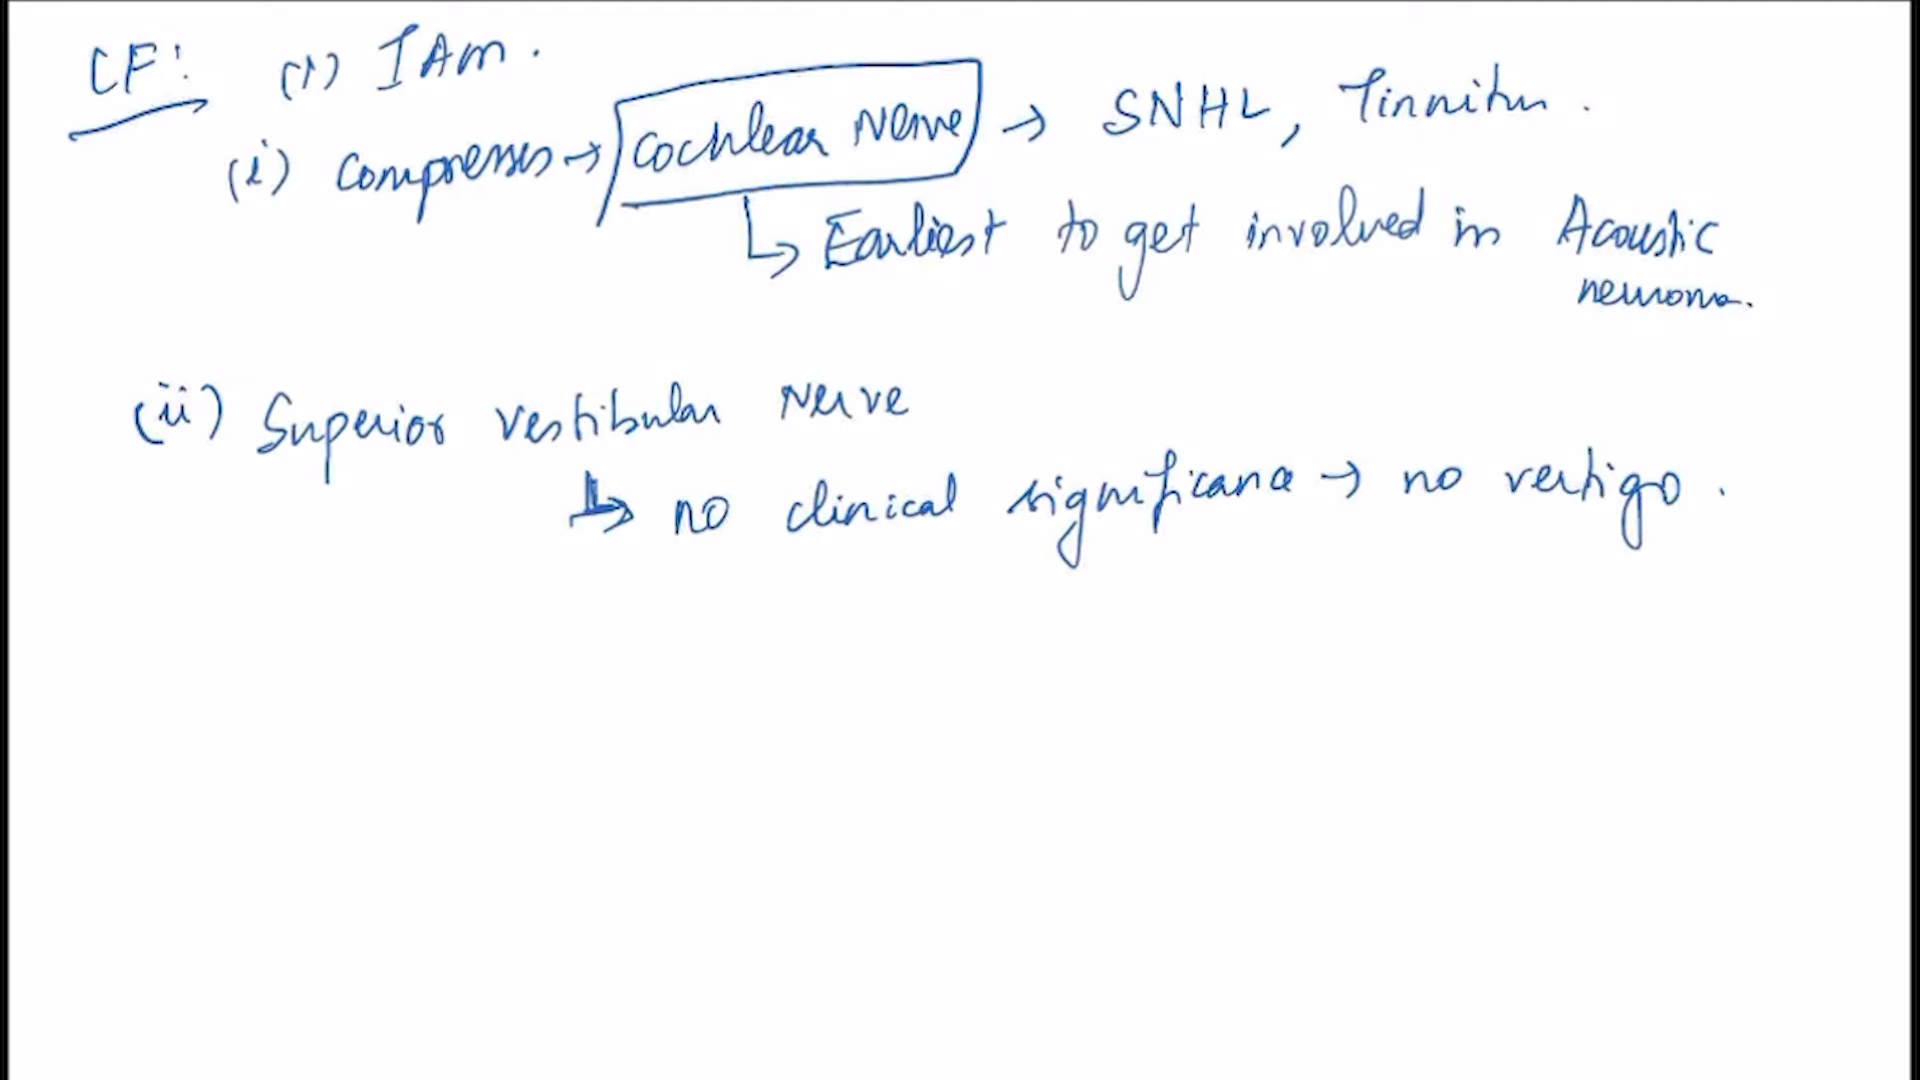 CF: (1) IAM.
(i) compresses → Cochlear Nerve → SNHL, Tinnitus.
↳ Earliest to get involved in Acoustic
neuroma.
(ii) Superior vestibular Nerve
↳ no clinical significance → no vertigo.